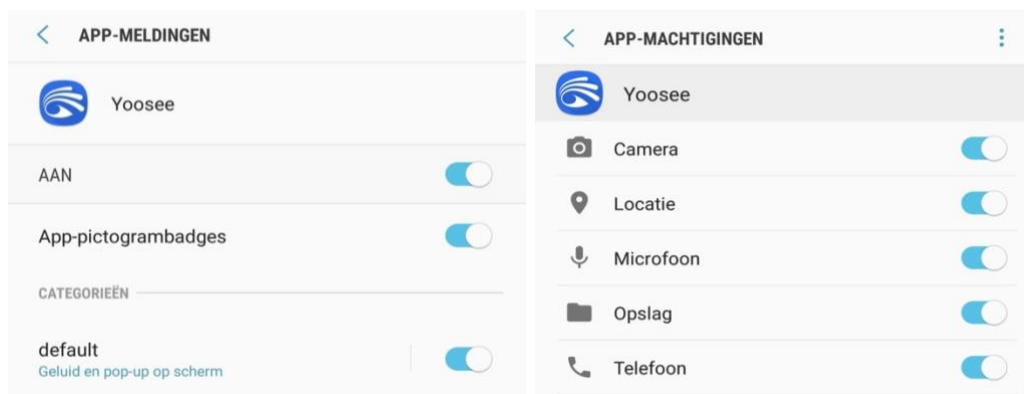 APP-MELDINGEN
Yoosee
AAN
App-pictogrambadges
CATEGORIEËN
default
Geluid en pop-up op scherm
APP-MACHTIGINGEN
Yoosee
Camera
Locatie
Microfoon
Opslag
Telefoon